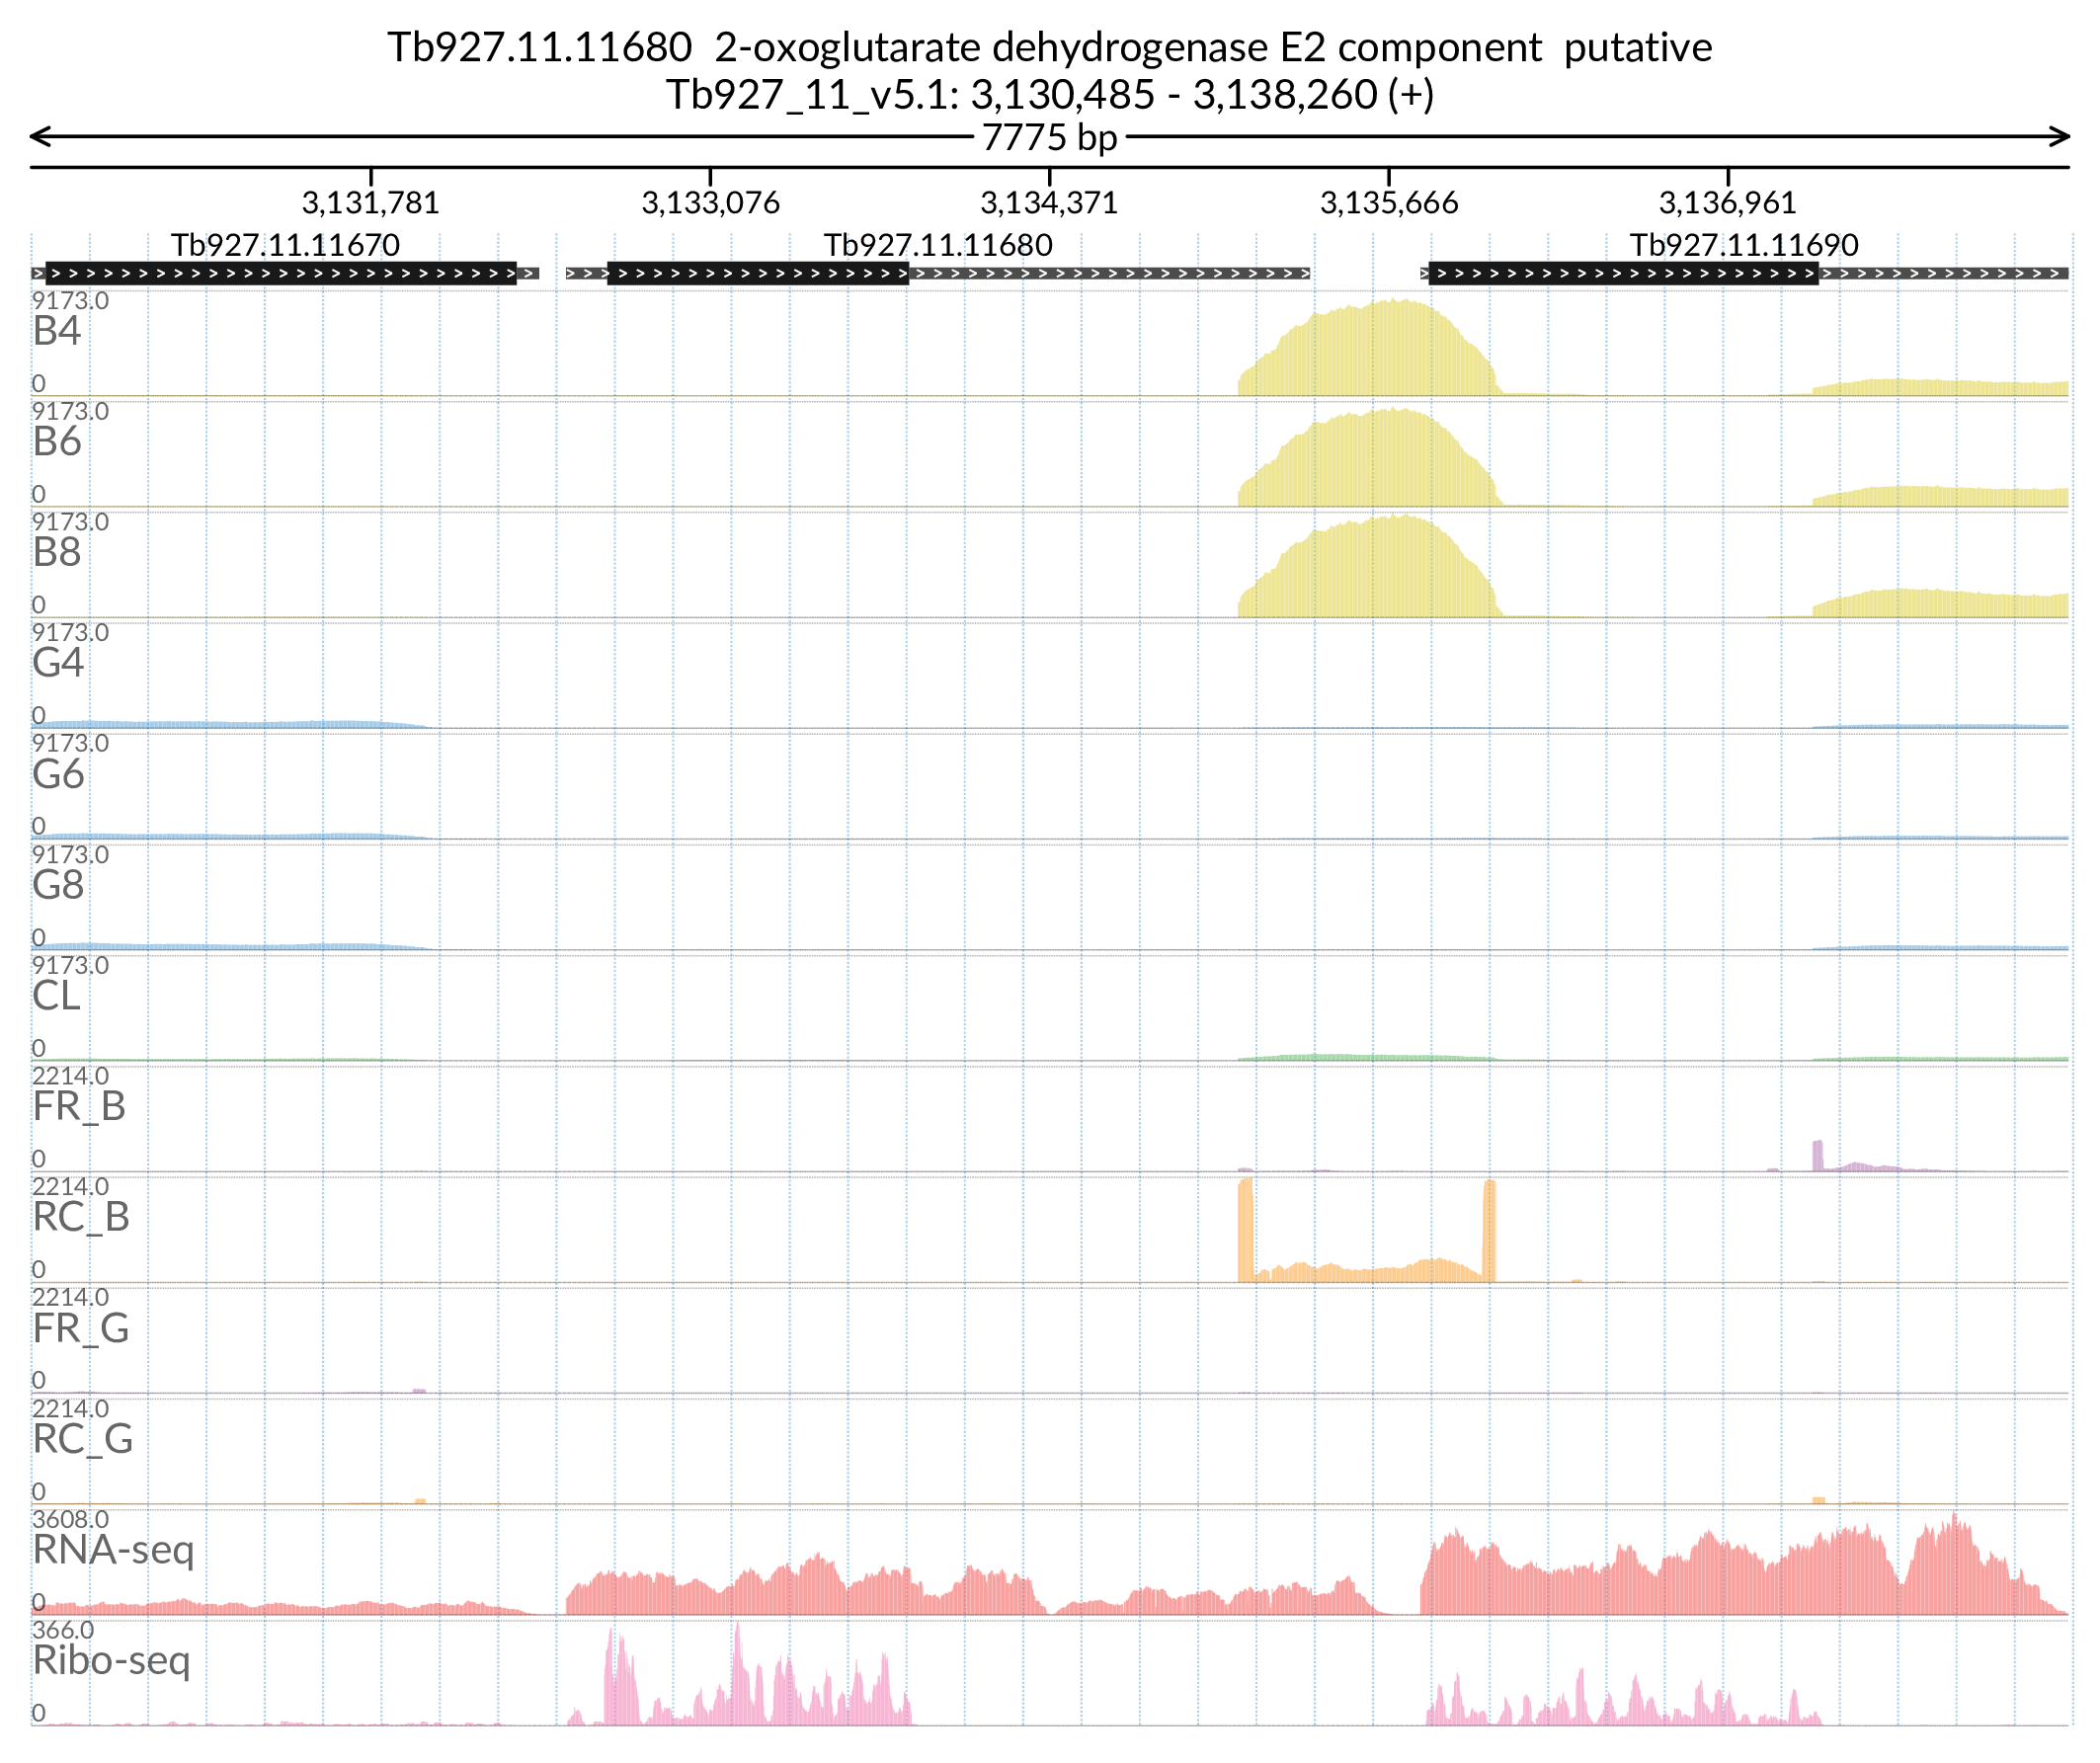 Tb927.11.11680  2-oxoglutarate dehydrogenase E2 component  putative
Tb927_11_v5.1: 3,130,485 - 3,138,260 (+)
7775 bp
3,131,781 3,133,076 3,134,371 3,135,666 3,136,961
Tb927.11.11670 Tb927.11.11680 Tb927.11.11690
9173.0
B4
0
9173.0
B6
0
9173.0
B8
0
9173.0
G4
0
9173.0
G6
0
9173.0
G8
0
9173.0
CL
0
2214.0
FR_B
0
2214.0
RC_B
0
2214.0
FR_G
0
2214.0
RC_G
0
3608.0
RNA-seq
0
366.0
Ribo-seq
0